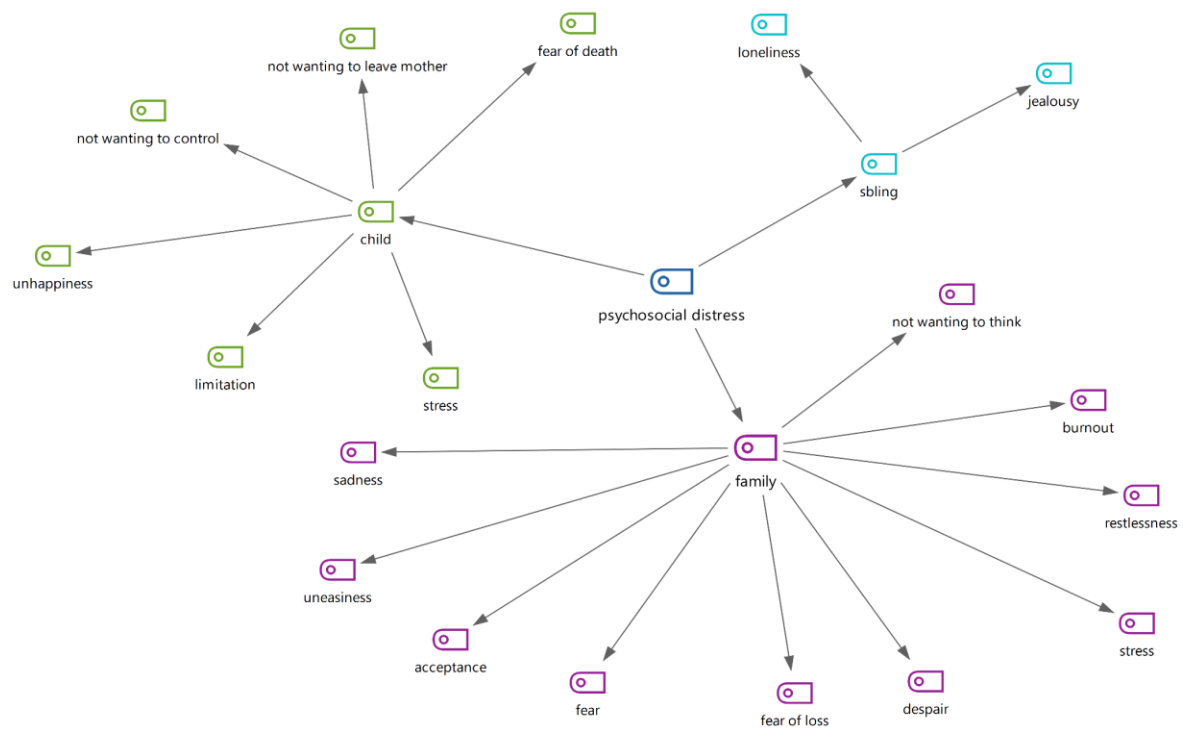 fear of death
loneliness
not wanting to leave mother
jealousy
not wanting to control
sbling
child
unhappiness
psychosocial distress
not wanting to think
limitation
stress
burnout
sadness
family
restlessness
uneasiness
stress
acceptance
fear
fear of loss
despair